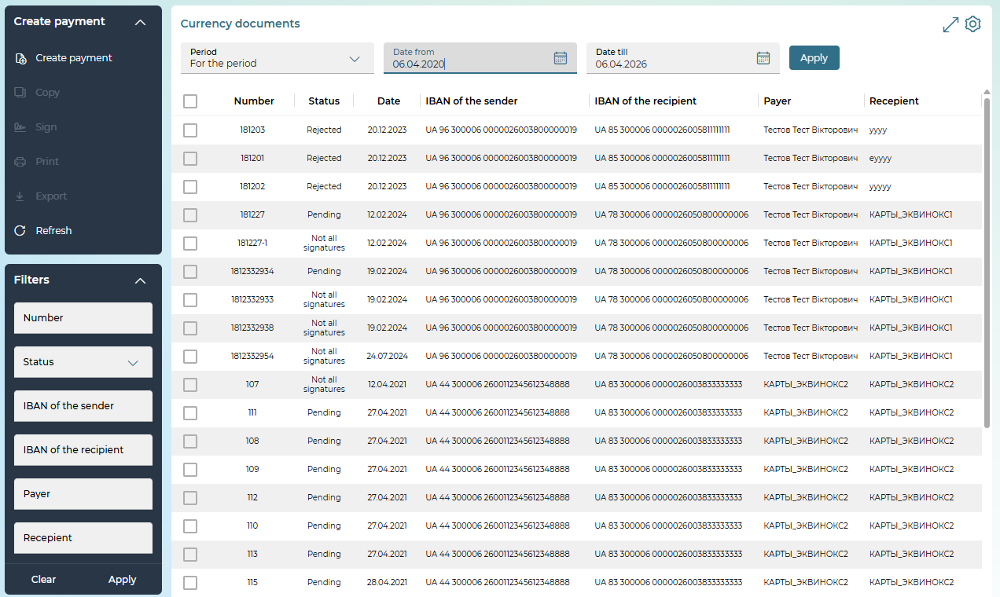 Create payment
Create payment
Copy
Sign
Print
Export
Refresh
Filters
Number
Status
IBAN of the sender
IBAN of the recipient
Payer
Recepient
Clear Apply
Currency documents
Period
For the period
Date from
06.04.2020
Date till
06.04.2026
Apply
Number Status Date IBAN of the sender IBAN of the recipient Payer Recepient
181203 Rejected 20.12.2023 UA 96 300006 0000026003800000019 UA 85 300006 0000026005811111111 Тестов Тест Вікторович yyyy
181201 Rejected 20.12.2023 UA 96 300006 0000026003800000019 UA 85 300006 0000026005811111111 Тестов Тест Вікторович eyyyy
181202 Rejected 20.12.2023 UA 96 300006 0000026003800000019 UA 85 300006 0000026005811111111 Тестов Тест Вікторович yyyyy
181227 Pending 12.02.2024 UA 96 300006 0000026003800000019 UA 78 300006 0000026050800000006 Тестов Тест Вікторович КАРТЫ_ЭКВИНОКС1
181227-1 Not all signatures 12.02.2024 UA 96 300006 0000026003800000019 UA 78 300006 0000026050800000006 Тестов Тест Вікторович КАРТЫ_ЭКВИНОКС1
1812332934 Pending 19.02.2024 UA 96 300006 0000026003800000019 UA 78 300006 0000026050800000006 Тестов Тест Вікторович КАРТЫ_ЭКВИНОКС1
1812332933 Not all signatures 19.02.2024 UA 96 300006 0000026003800000019 UA 78 300006 0000026050800000006 Тестов Тест Вікторович КАРТЫ_ЭКВИНОКС1
1812332938 Not all signatures 19.02.2024 UA 96 300006 0000026003800000019 UA 78 300006 0000026050800000006 Тестов Тест Вікторович КАРТЫ_ЭКВИНОКС1
1812332954 Not all signatures 24.07.2024 UA 96 300006 0000026003800000019 UA 78 300006 0000026050800000006 Тестов Тест Вікторович КАРТЫ_ЭКВИНОКС1
107 Not all signatures 12.04.2021 UA 44 300006 2600112345612348888 UA 83 300006 0000026003833333333 КАРТЫ_ЭКВИНОКС2 КАРТЫ_ЭКВИНОКС2
111 Pending 27.04.2021 UA 44 300006 2600112345612348888 UA 83 300006 0000026003833333333 КАРТЫ_ЭКВИНОКС2 КАРТЫ_ЭКВИНОКС2
108 Pending 27.04.2021 UA 44 300006 2600112345612348888 UA 83 300006 0000026003833333333 КАРТЫ_ЭКВИНОКС2 КАРТЫ_ЭКВИНОКС2
109 Pending 27.04.2021 UA 44 300006 2600112345612348888 UA 83 300006 0000026003833333333 КАРТЫ_ЭКВИНОКС2 КАРТЫ_ЭКВИНОКС2
112 Pending 27.04.2021 UA 44 300006 2600112345612348888 UA 83 300006 0000026003833333333 КАРТЫ_ЭКВИНОКС2 КАРТЫ_ЭКВИНОКС2
110 Pending 27.04.2021 UA 44 300006 2600112345612348888 UA 83 300006 0000026003833333333 КАРТЫ_ЭКВИНОКС2 КАРТЫ_ЭКВИНОКС2
113 Pending 27.04.2021 UA 44 300006 2600112345612348888 UA 83 300006 0000026003833333333 КАРТЫ_ЭКВИНОКС2 КАРТЫ_ЭКВИНОКС2
115 Pending 28.04.2021 UA 44 300006 2600112345612348888 UA 83 300006 0000026003833333333 КАРТЫ_ЭКВИНОКС2 КАРТЫ_ЭКВИНОКС2